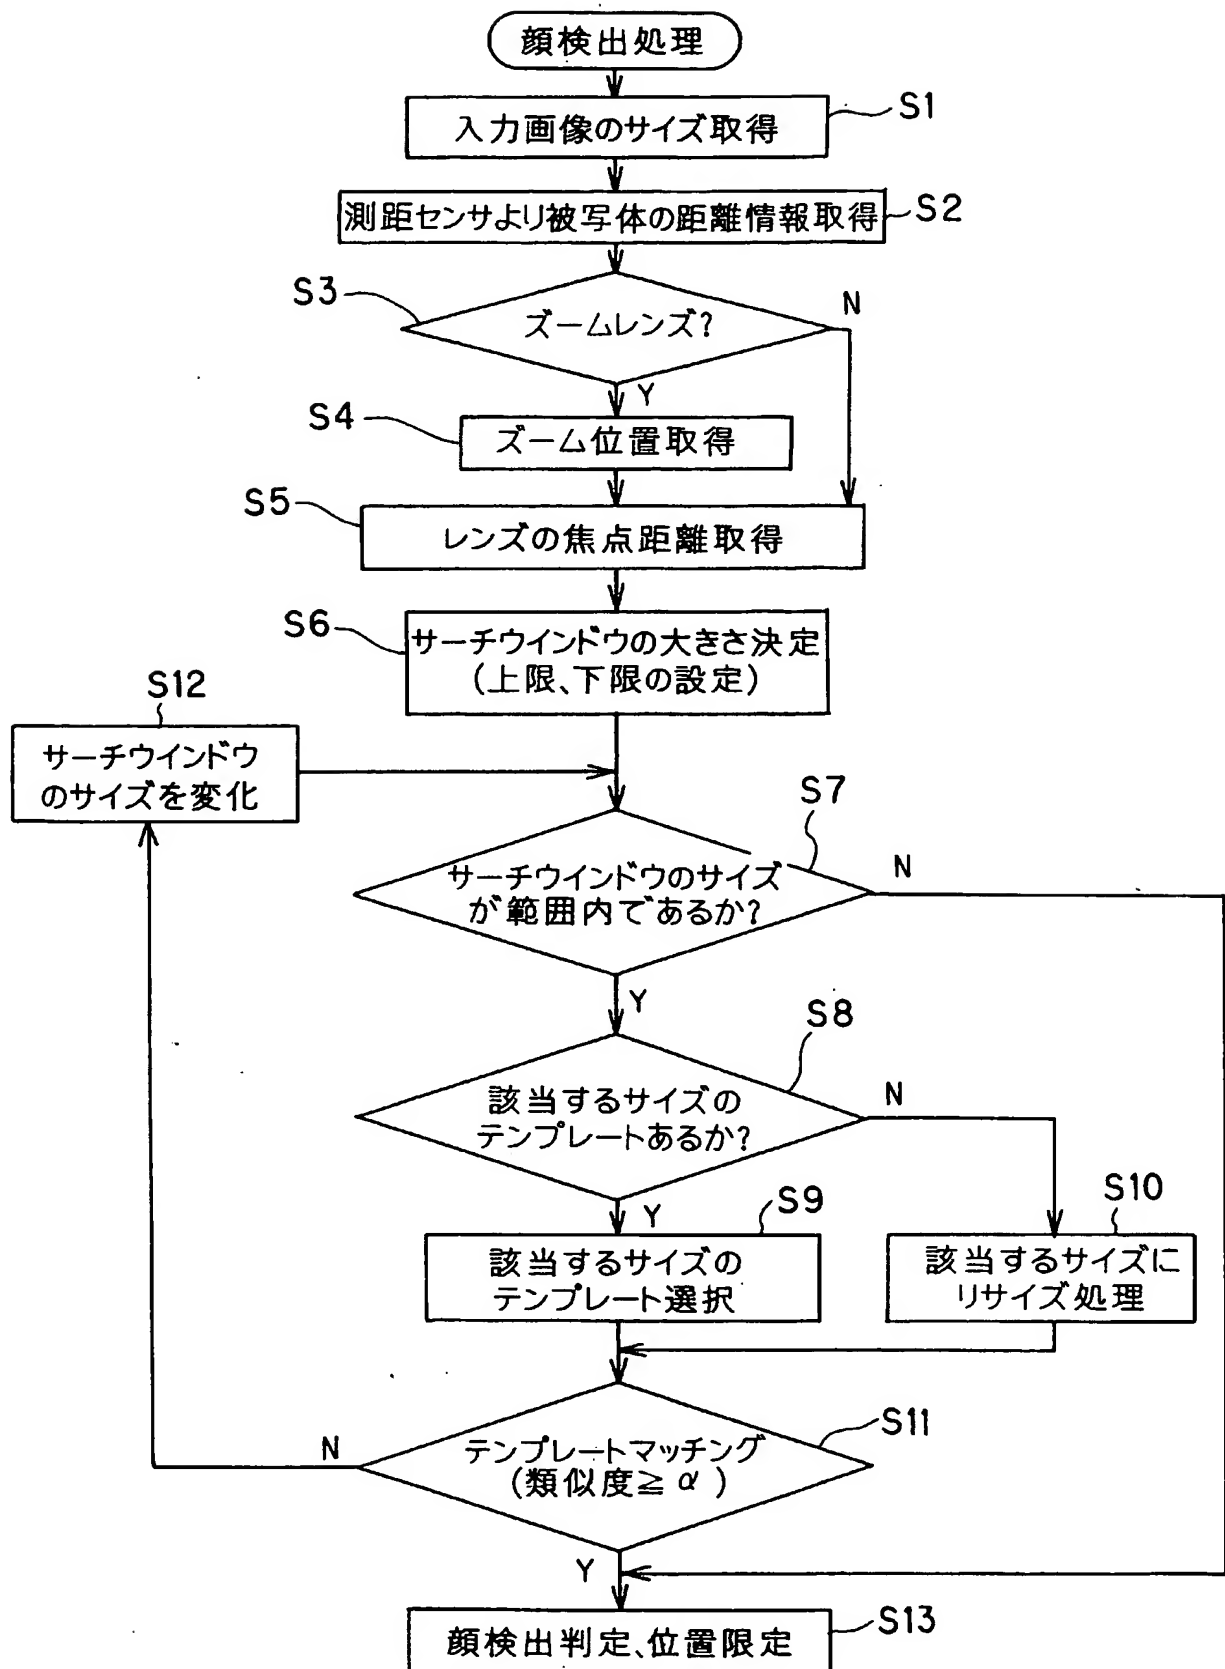 顔検出処理
S1
入力画像のサイズ取得
S2
測距センサより被写体の距離情報取得
S3
ズームレンズ?
N
Y
S4
ズーム位置取得
S5
レンズの焦点距離取得
S6
サーチウインドウの大きさ決定
(上限、下限の設定)
S12
サーチウインドウ
のサイズを変化
S7
サーチウインドウのサイズ
が範囲内であるか?
N
Y
S8
該当するサイズの
テンプレートあるか?
N
Y
S9
該当するサイズの
テンプレート選択
S10
該当するサイズに
リサイズ処理
S11
テンプレートマッチング
(類似度≧α)
N
Y
S13
顔検出判定、位置限定